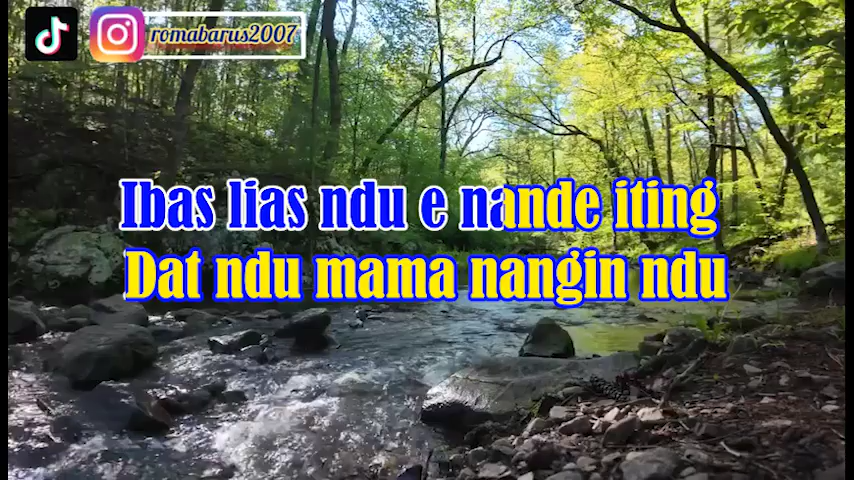 romabarus2007
Ibas lias ndu e nande iting
Dat ndu mama nangin ndu